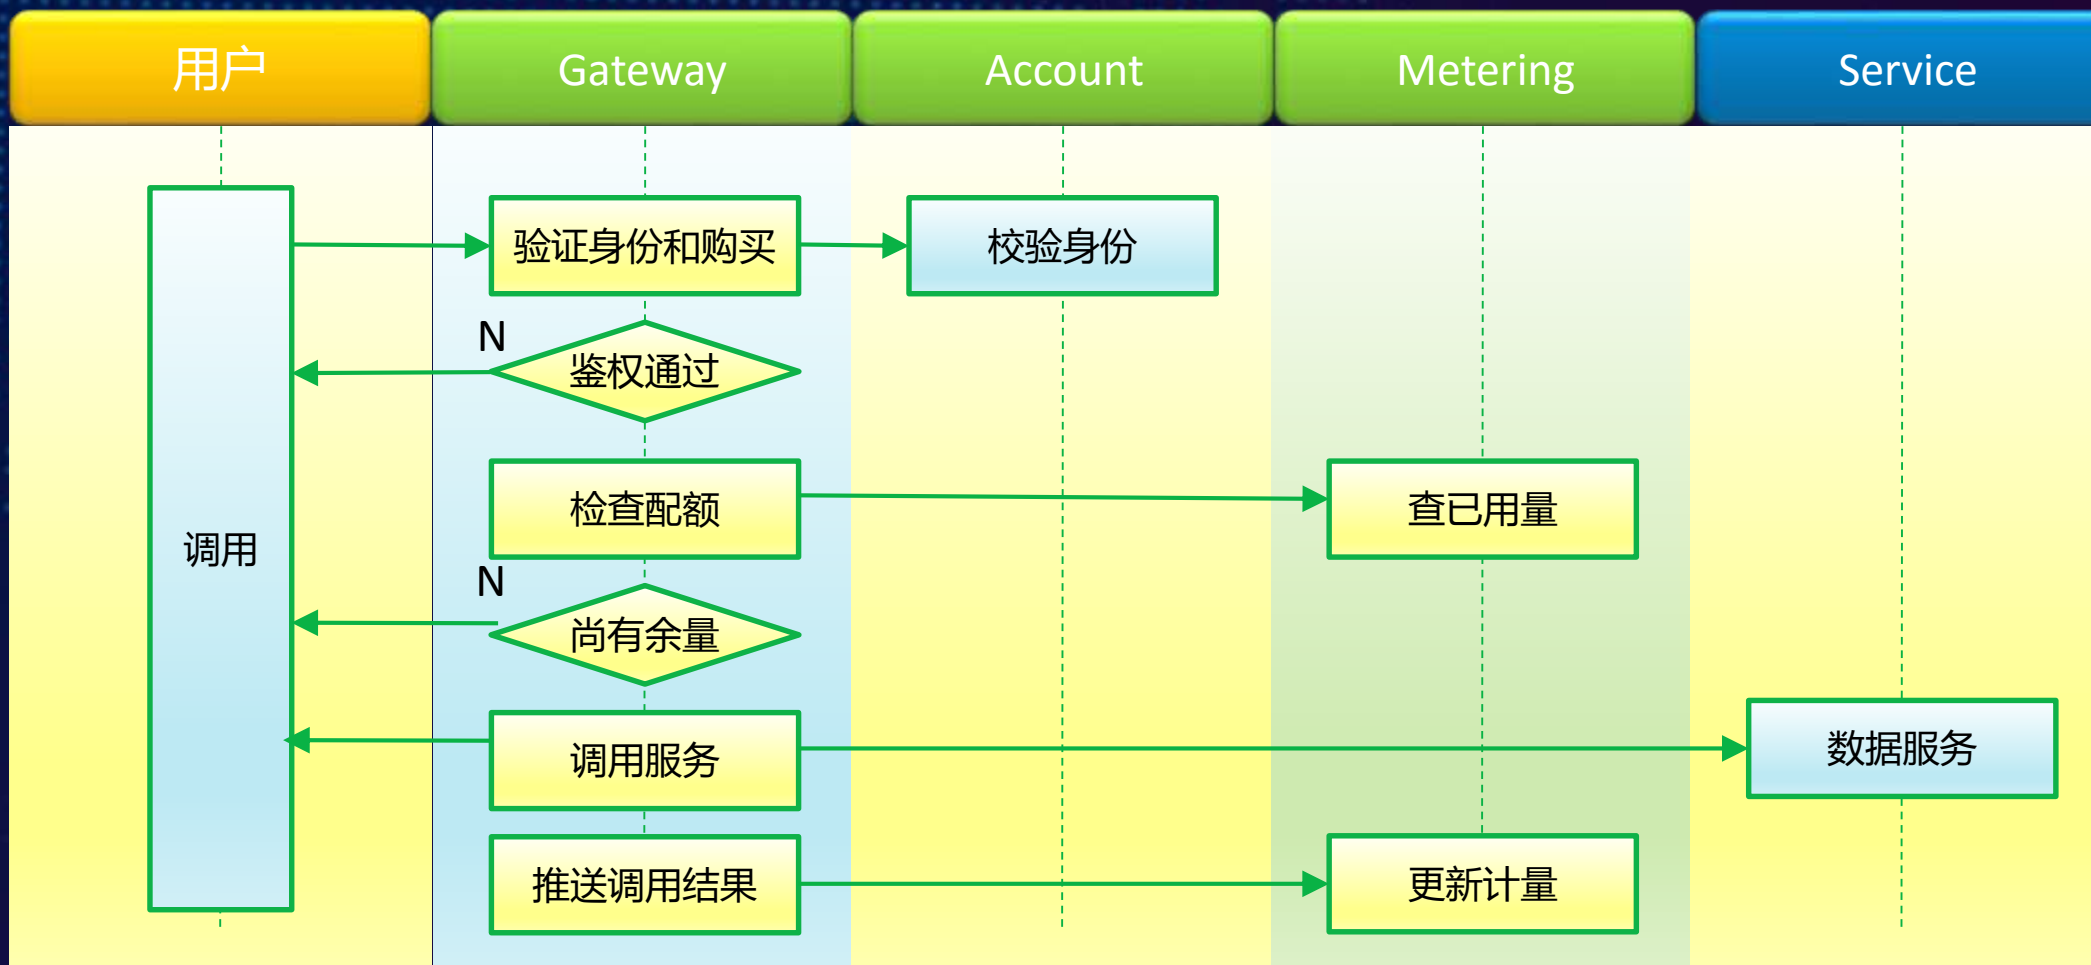 用户
Gateway
Account
Metering
Service
验证身份和购买
校验身份
N
鉴权通过
检查配额
查已用量
调用
N
尚有余量
调用服务
数据服务
推送调用结果
更新计量